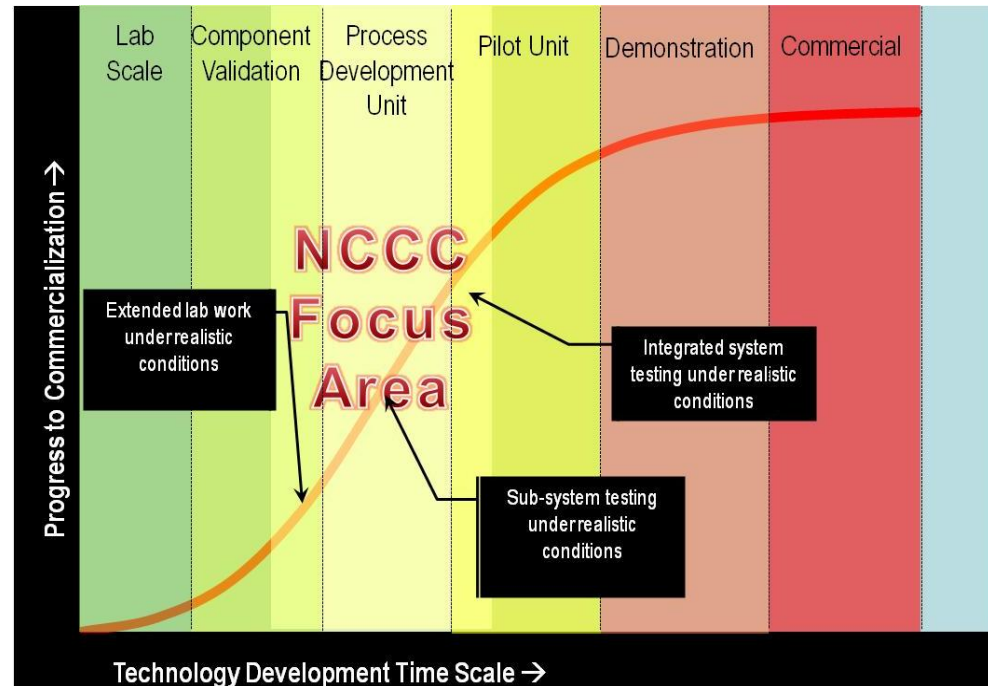 Lab
Scale
Component
Validation
Process
Development
Unit
Pilot Unit
Demonstration
Commercial
Progress to Commercialization →
NCCC
Focus
Area
Extended lab work
under realistic
conditions
Integrated system
testing under realistic
conditions
Sub-system testing
under realistic
conditions
Technology Development Time Scale →